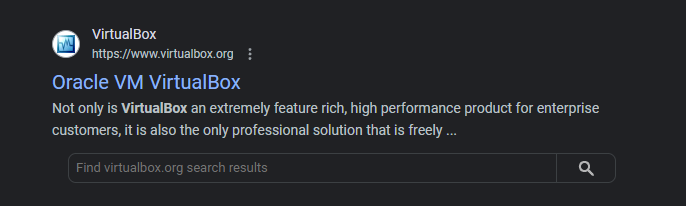 VirtualBox
https://www.virtualbox.org
Oracle VM VirtualBox
Not only is VirtualBox an extremely feature rich, high performance product for enterprise
customers, it is also the only professional solution that is freely ...
Find virtualbox.org search results